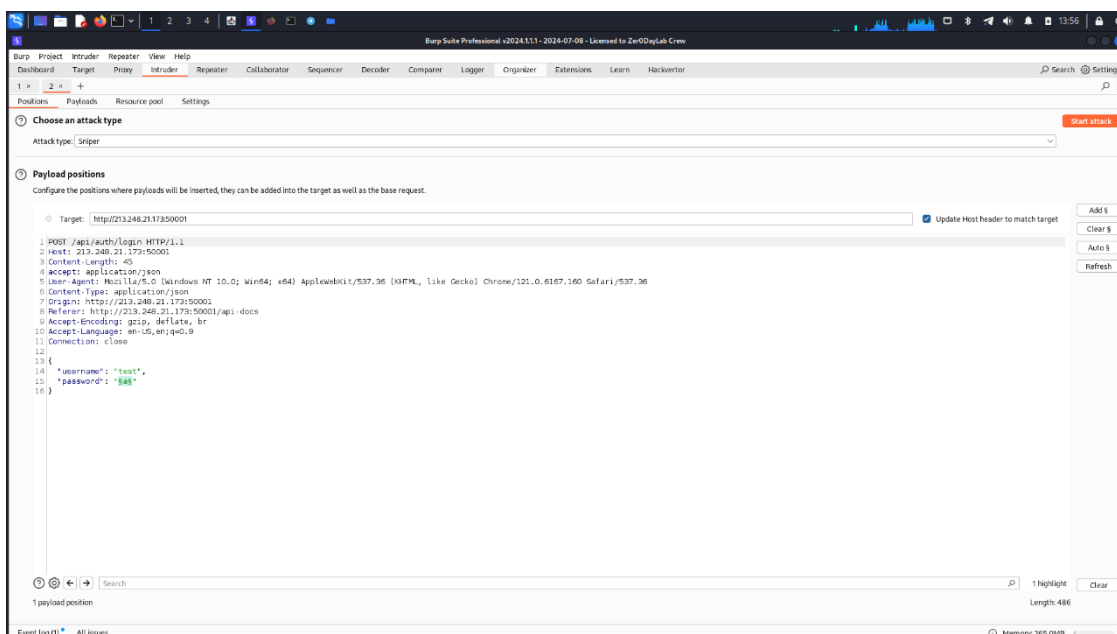 1 2 3 4 13:56
Burp Suite Professional v2024.1.1.1 - 2024-07-08 - Licensed to Zer0DayLab Crew
Burp Project Intruder Repeater View Help
Dashboard Target Proxy Intruder Repeater Collaborator Sequencer Decoder Comparer Logger Organizer Extensions Learn Hackvertor Search Setting
1 × 2 × +
Positions Payloads Resource pool Settings
Choose an attack type Start attack
Attack type: Sniper
Payload positions
Configure the positions where payloads will be inserted, they can be added into the target as well as the base request.
Add §
Target: http://213.248.21.173:50001 Update Host header to match target
Clear §
1 POST /api/auth/login HTTP/1.1
2 Host: 213.248.21.173:50001
Auto §
3 Content-Length: 45
4 accept: application/json
Refresh
5 User-Agent: Mozilla/5.0 (Windows NT 10.0; Win64; x64) AppleWebKit/537.36 (KHTML, like Gecko) Chrome/121.0.6167.160 Safari/537.36
6 Content-Type: application/json
7 Origin: http://213.248.21.173:50001
8 Referer: http://213.248.21.173:50001/api-docs
9 Accept-Encoding: gzip, deflate, br
10 Accept-Language: en-US,en;q=0.9
11 Connection: close
12
13 {
14 "username": "test",
15 "password": "§a§"
16 }
Search 1 highlight Clear
1 payload position Length: 486
Event log (1) All issues Memory: 265.0MB